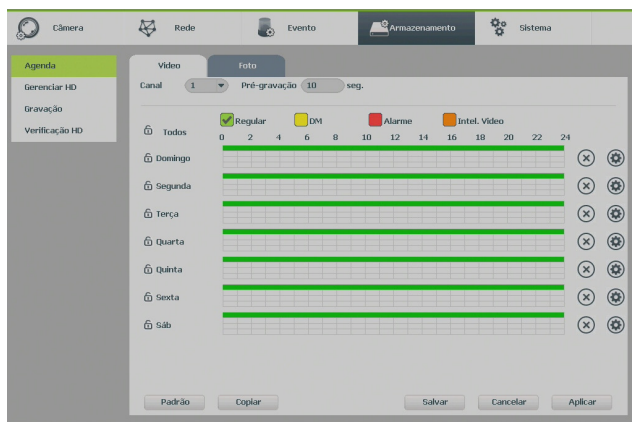 Câmera Rede Evento Armazenamento Sistema
Agenda
Gerenciar HD
Gravação
Verificação HD
Vídeo Foto
Canal 1 Pré-gravação 10 seg.
Regular DM Alarme Intel. Vídeo
Todos
0 2 4 6 8 10 12 14 16 18 20 22 24
Domingo
Segunda
Terça
Quarta
Quinta
Sexta
Sáb
Padrão Copiar Salvar Cancelar Aplicar